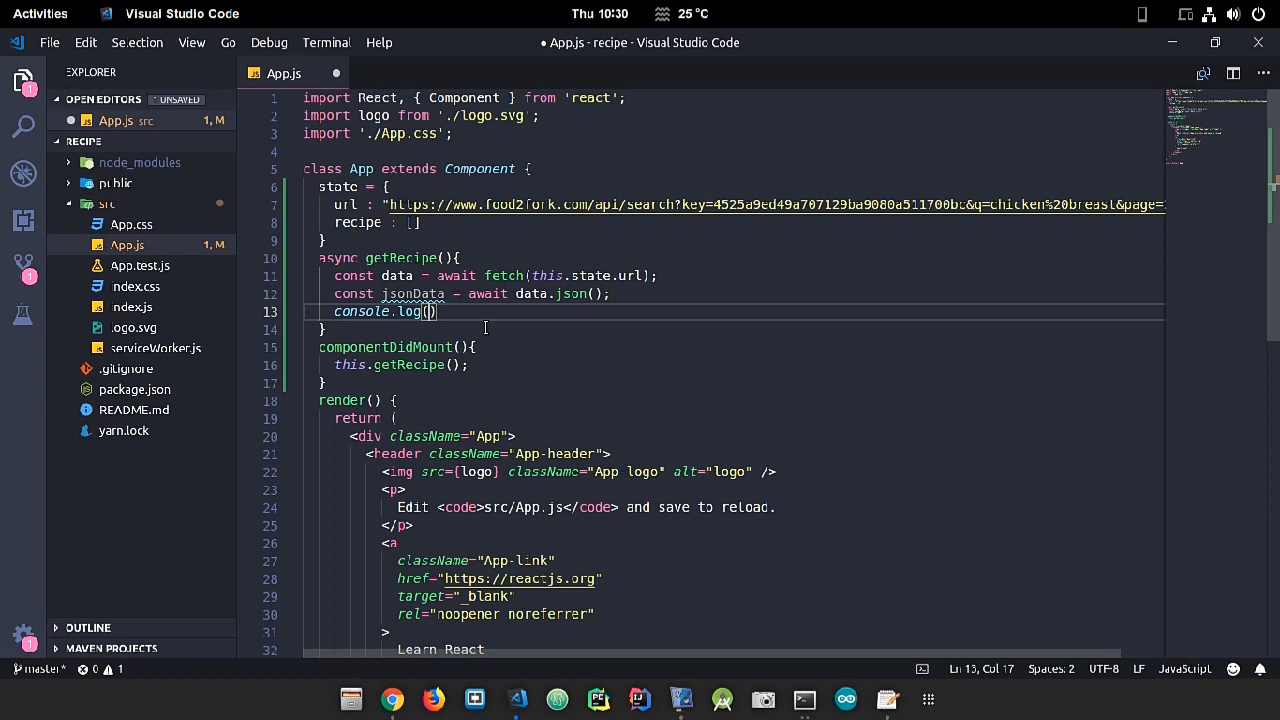 Activities Visual Studio Code Thu 10:30 25 °C
File Edit Selection View Go Debug Terminal Help ● App.js - recipe - Visual Studio Code
EXPLORER App.js
OPEN EDITORS 1 UNSAVED
App.js src 1, M
RECIPE
node_modules
public
src
App.css
App.js 1, M
App.test.js
index.css
index.js
logo.svg
serviceWorker.js
.gitignore
package.json
README.md
yarn.lock
OUTLINE
MAVEN PROJECTS
1 import React, { Component } from 'react';
2 import logo from './logo.svg';
3 import './App.css';
4
5 class App extends Component {
6 state = {
7 url : "https://www.food2fork.com/api/search?key=4525a9ed49a707129ba9080a511700bc&q=chicken%20breast&page=
8 recipe : []
9 }
10 async getRecipe(){
11 const data = await fetch(this.state.url);
12 const jsonData = await data.json();
13 console.log()
14 }
15 componentDidMount(){
16 this.getRecipe();
17 }
18 render() {
19 return (
20 <div className="App">
21 <header className="App-header">
22 <img src={logo} className="App logo" alt="logo" />
23 <p>
24 Edit <code>src/App.js</code> and save to reload.
25 </p>
26 <a
27 className="App-link"
28 href="https://reactjs.org"
29 target="_blank"
30 rel="noopener noreferrer"
31 >
32 Learn React
master* 0 1 Ln 13, Col 17 Spaces: 2 UTF-8 LF JavaScript